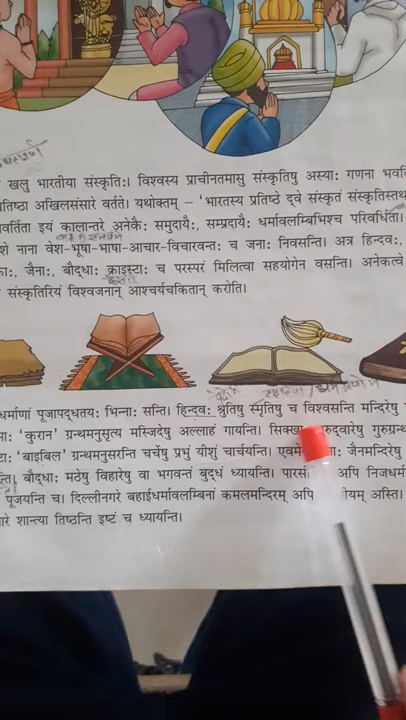 खलु भारतीया संस्कृतिः। विश्वस्य प्राचीनतमासु संस्कृतिषु अस्याः गणना भवति
तिष्ठा अखिलसंसारे वर्तते। यथोक्तम् – 'भारतस्य प्रतिष्ठे द्वे संस्कृतं संस्कृतिस्तथा
वर्तिता इयं कालान्तरे अनेकैः समुदायैः, सम्प्रदायैः धर्मावलम्बिभिश्च परिवर्धिता।
शे नाना वेश-भूषा-भाषा-आचार-विचारवन्तः च जनाः निवसन्ति। अत्र हिन्दवः,
काः, जैनाः, बौद्धाः क्राइस्टाः च परस्परं मिलित्वा सहयोगेन वसन्ति। अनेकत्वे
संस्कृतिरियं विश्वजनान् आश्चर्यचकितान् करोति।
धर्माणां पूजापद्धतयः भिन्नाः सन्ति। हिन्दवः श्रुतिषु स्मृतिषु च विश्वसन्ति मन्दिरेषु
माः 'कुरान' ग्रन्थमनुसृत्य मस्जिदेषु अल्लाहं गायन्ति। सिक्खाः रुद्वारेषु गुरुग्रन्थ
टाः 'बाइबिल' ग्रन्थमनुसरन्ति चर्चेषु प्रभुं यीशुं चार्चयन्ति। एवमे जैनमन्दिरेषु
न्ति। बौद्धाः मठेषु विहारेषु वा भगवन्तं बुद्धं ध्यायन्ति। पारसी अपि निजधर्म
पूजयन्ति च। दिल्लीनगरे बहाईधर्मावलम्बिनां कमलमन्दिरम् अपि नीयम् अस्ति।
रे शान्त्या तिष्ठन्ति इष्टं च ध्यायन्ति।